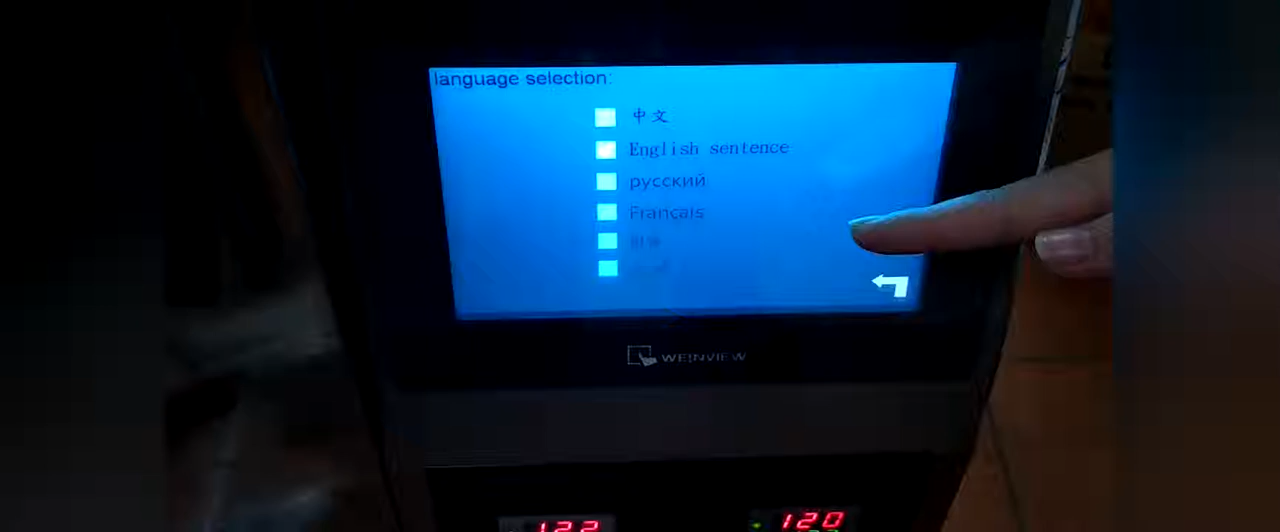 language selection:
中文
English sentence
русский
Français
WEINVIEW
122
120